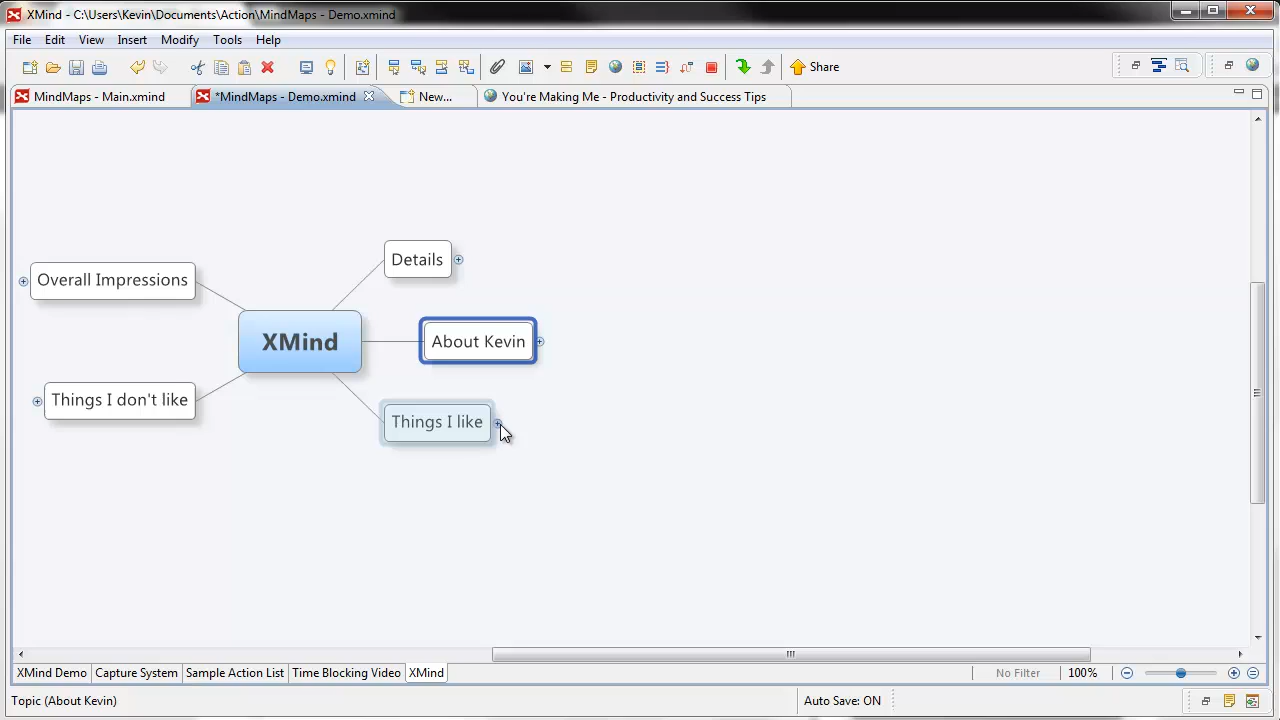 XMind - C:\Users\Kevin\Documents\Action\MindMaps - Demo.xmind
File Edit View Insert Modify Tools Help
Share
MindMaps - Main.xmind *MindMaps - Demo.xmind New... You're Making Me - Productivity and Success Tips
Details
Overall Impressions
XMind
About Kevin
Things I don't like
Things I like
XMind Demo Capture System Sample Action List Time Blocking Video XMind No Filter 100%
Topic (About Kevin) Auto Save: ON